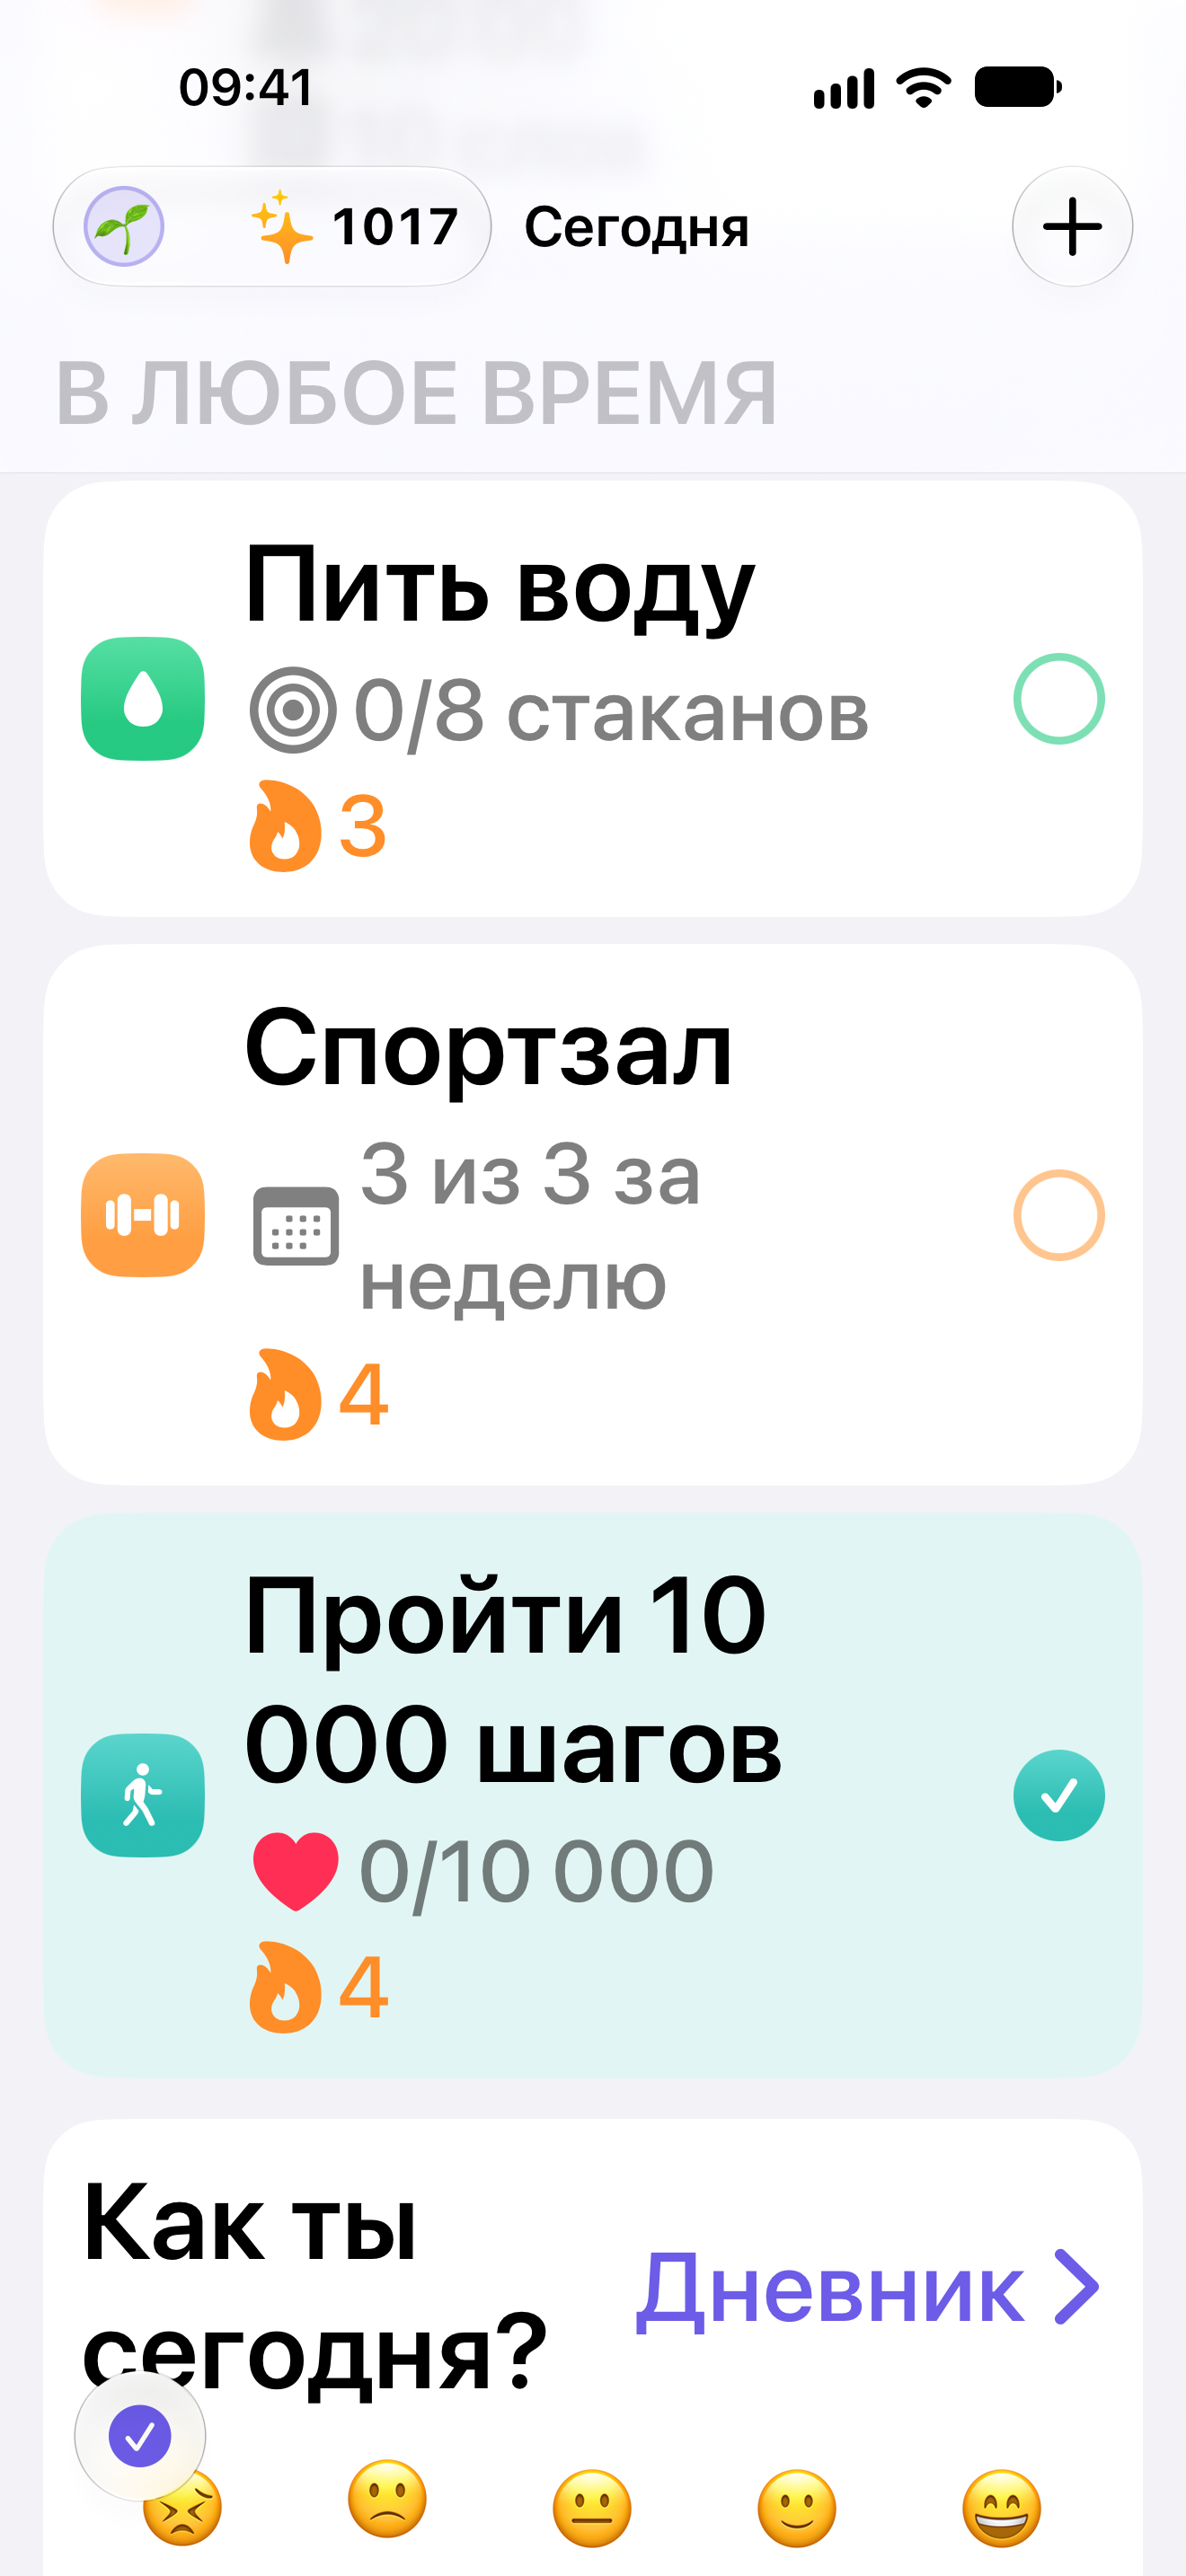 09:41
1017
Сегодня
В ЛЮБОЕ ВРЕМЯ
Пить воду
0/8 стаканов
3
Спортзал
3 из 3 за
неделю
4
Пройти 10
000 шагов
0/10 000
4
Как ты
сегодня?
Дневник